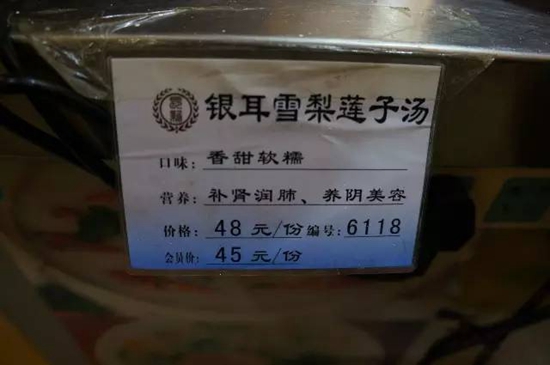 银耳雪梨莲子汤
口味：香甜软糯
营养：补肾润肺、养阴美容
价格：48元/份编号：6118
会员价：45元/份